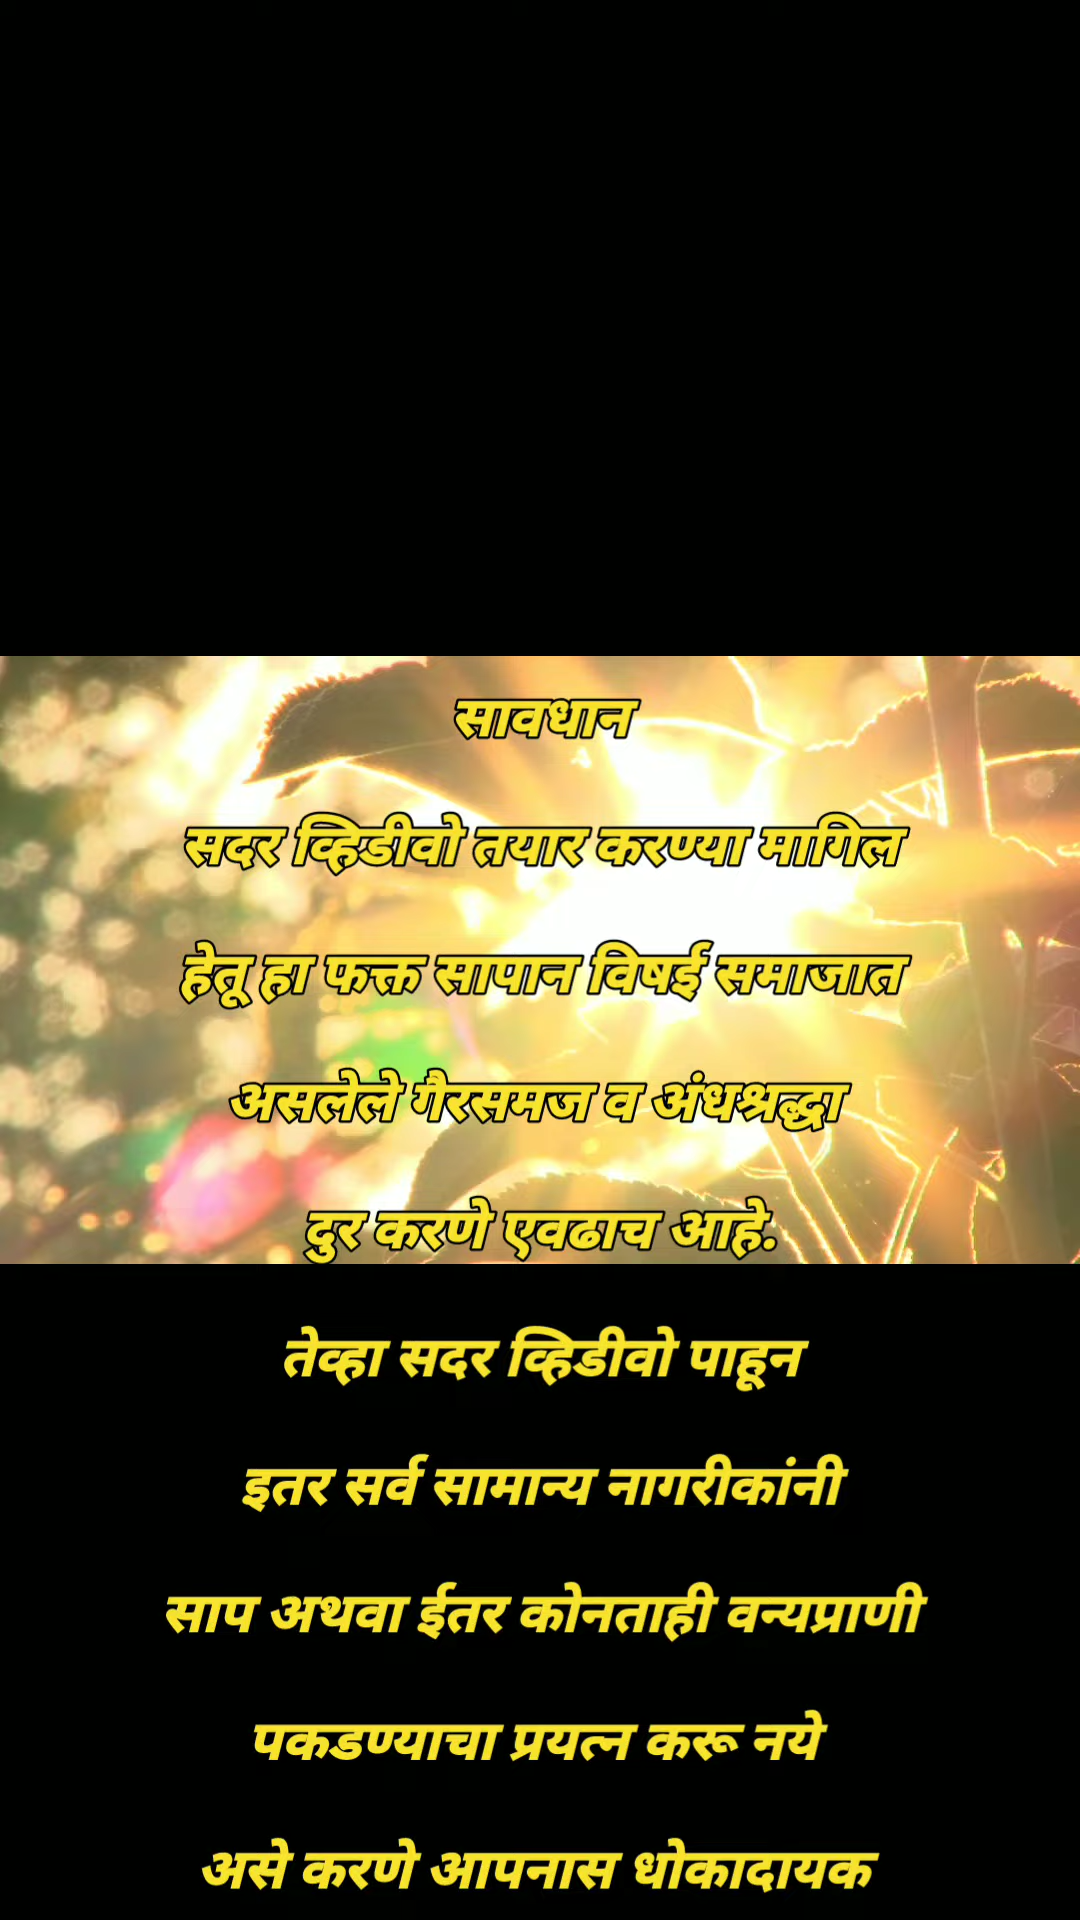 सावधान
सदर व्हिडीवो तयार करण्या मागिल
हेतू हा फक्त सापान विषई समाजात
असलेले गैरसमज व अंधश्रद्धा
दुर करणे एवढाच आहे.
तेव्हा सदर व्हिडीवो पाहून
इतर सर्व सामान्य नागरीकांनी
साप अथवा ईतर कोनताही वन्यप्राणी
पकडण्याचा प्रयत्न करू नये
असे करणे आपनास धोकादायक